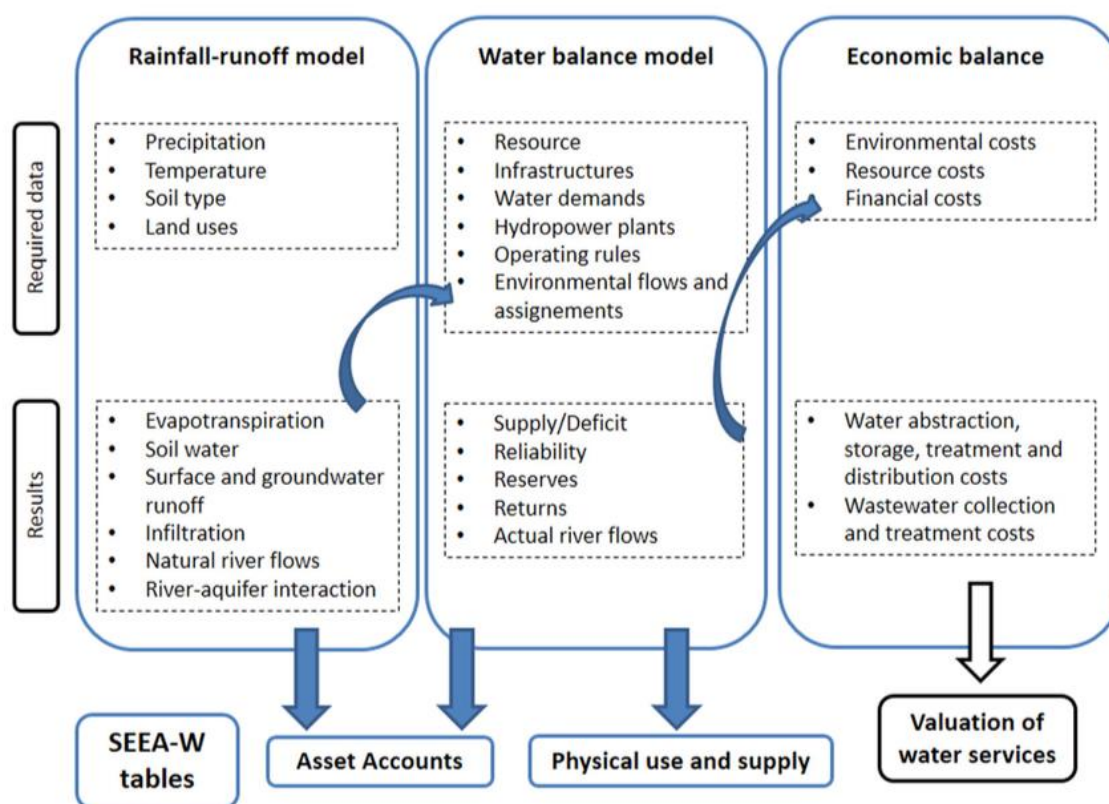 Rainfall-runoff model
Water balance model
Economic balance
Required data
• Precipitation
• Temperature
• Soil type
• Land uses
• Resource
• Infrastructures
• Water demands
• Hydropower plants
• Operating rules
• Environmental flows and
assignements
• Environmental costs
• Resource costs
• Financial costs
Results
• Evapotranspiration
• Soil water
• Surface and groundwater
runoff
• Infiltration
• Natural river flows
• River-aquifer interaction
• Supply/Deficit
• Reliability
• Reserves
• Returns
• Actual river flows
• Water abstraction,
storage, treatment and
distribution costs
• Wastewater collection
and treatment costs
SEEA-W
tables
Asset Accounts
Physical use and supply
Valuation of
water services